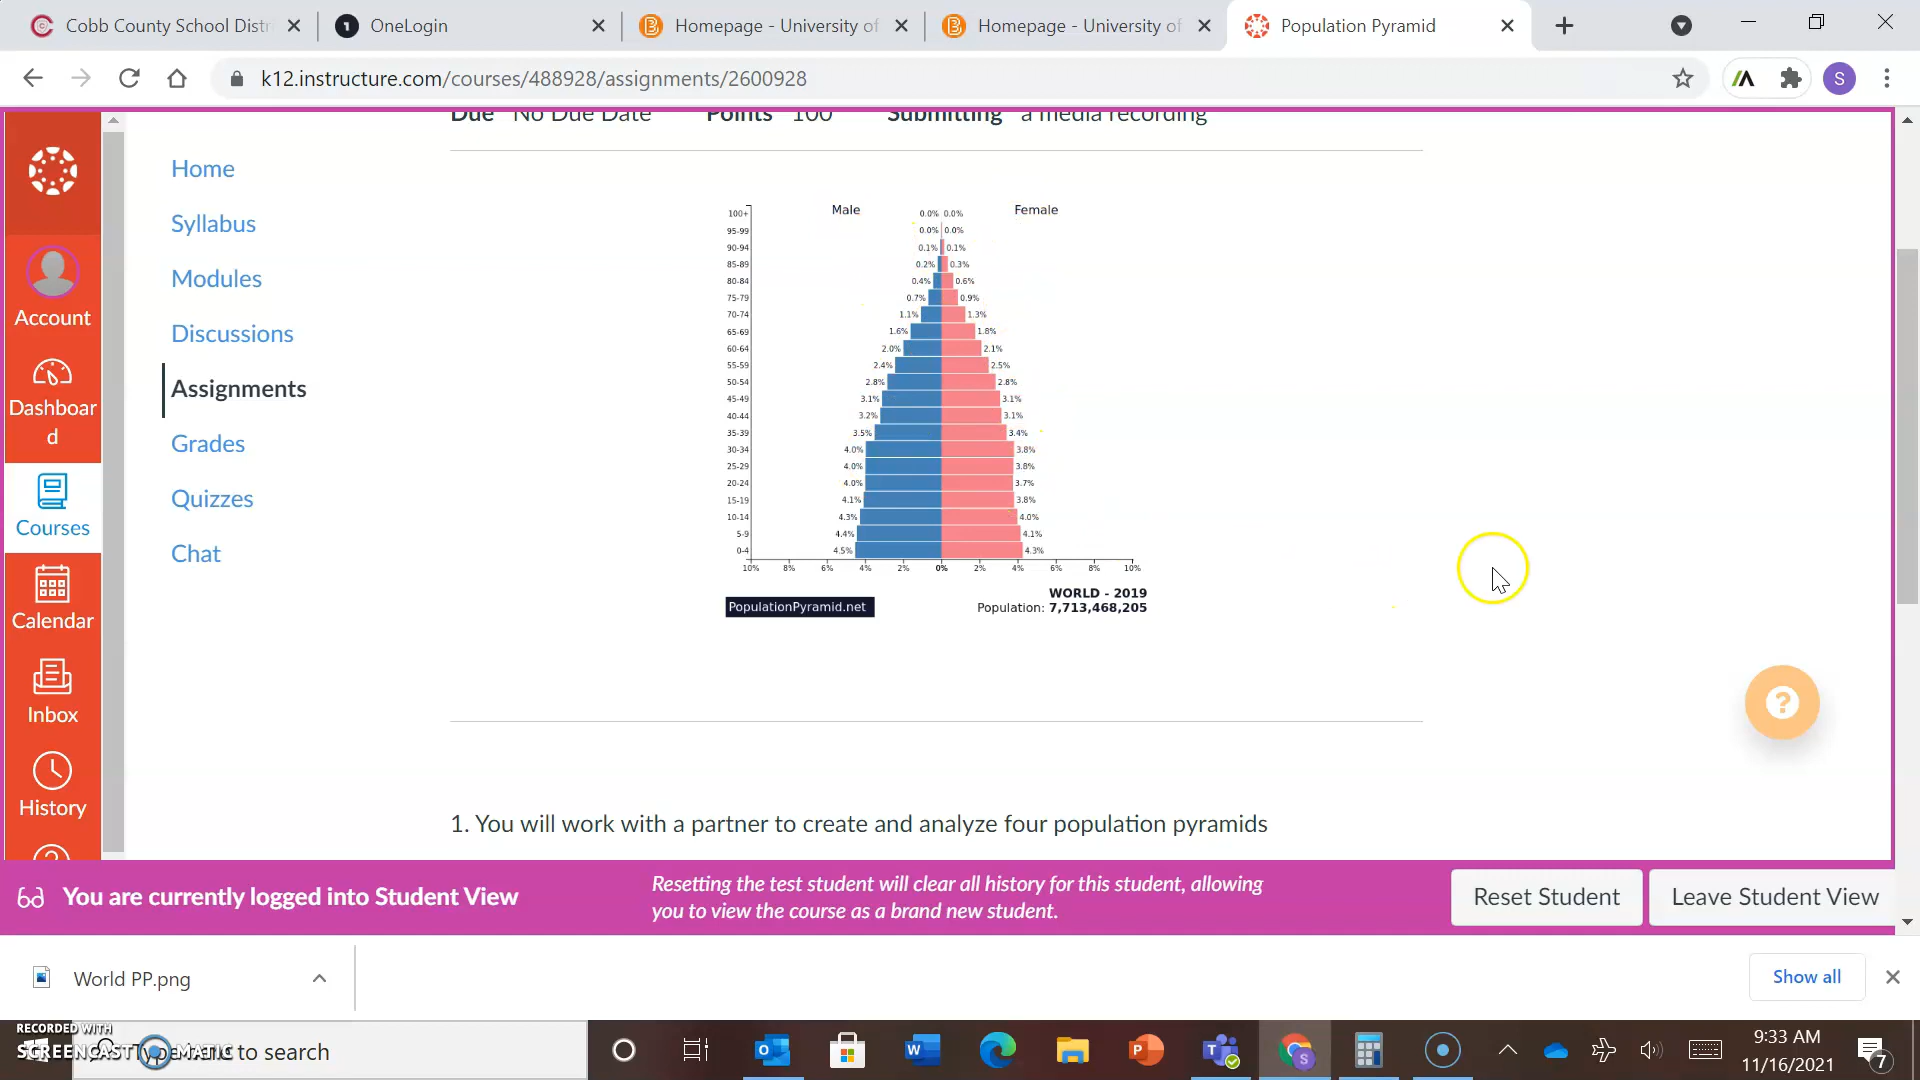 Cobb County School Distr
OneLogin
Homepage - University of
Homepage - University of
Population Pyramid
k12.instructure.com/courses/488928/assignments/2600928
S
Due No Due Date Points 100 Submitting a media recording
Account
Dashboar
d
Courses
Calendar
Inbox
History
Home
Syllabus
Modules
Discussions
Assignments
Grades
Quizzes
Chat
Male Female
100+ 0.0% 0.0%
95-99 0.0% 0.0%
90-94 0.1% 0.1%
85-89 0.2% 0.3%
80-84 0.4% 0.6%
75-79 0.7% 0.9%
70-74 1.1% 1.3%
65-69 1.6% 1.8%
60-64 2.0% 2.1%
55-59 2.4% 2.5%
50-54 2.8% 2.8%
45-49 3.1% 3.1%
40-44 3.2% 3.1%
35-39 3.5% 3.4%
30-34 4.0% 3.8%
25-29 4.0% 3.8%
20-24 4.0% 3.7%
15-19 4.1% 3.8%
10-14 4.3% 4.0%
5-9 4.4% 4.1%
0-4 4.5% 4.3%
10% 8% 6% 4% 2% 0% 2% 4% 6% 8% 10%
PopulationPyramid.net
WORLD - 2019
Population: 7,713,468,205
1. You will work with a partner to create and analyze four population pyramids
You are currently logged into Student View
Resetting the test student will clear all history for this student, allowing
you to view the course as a brand new student.
Reset Student
Leave Student View
World PP.png
Show all
RECORDED WITH
SCREENCAST MATIC
to search
9:33 AM
11/16/2021
7